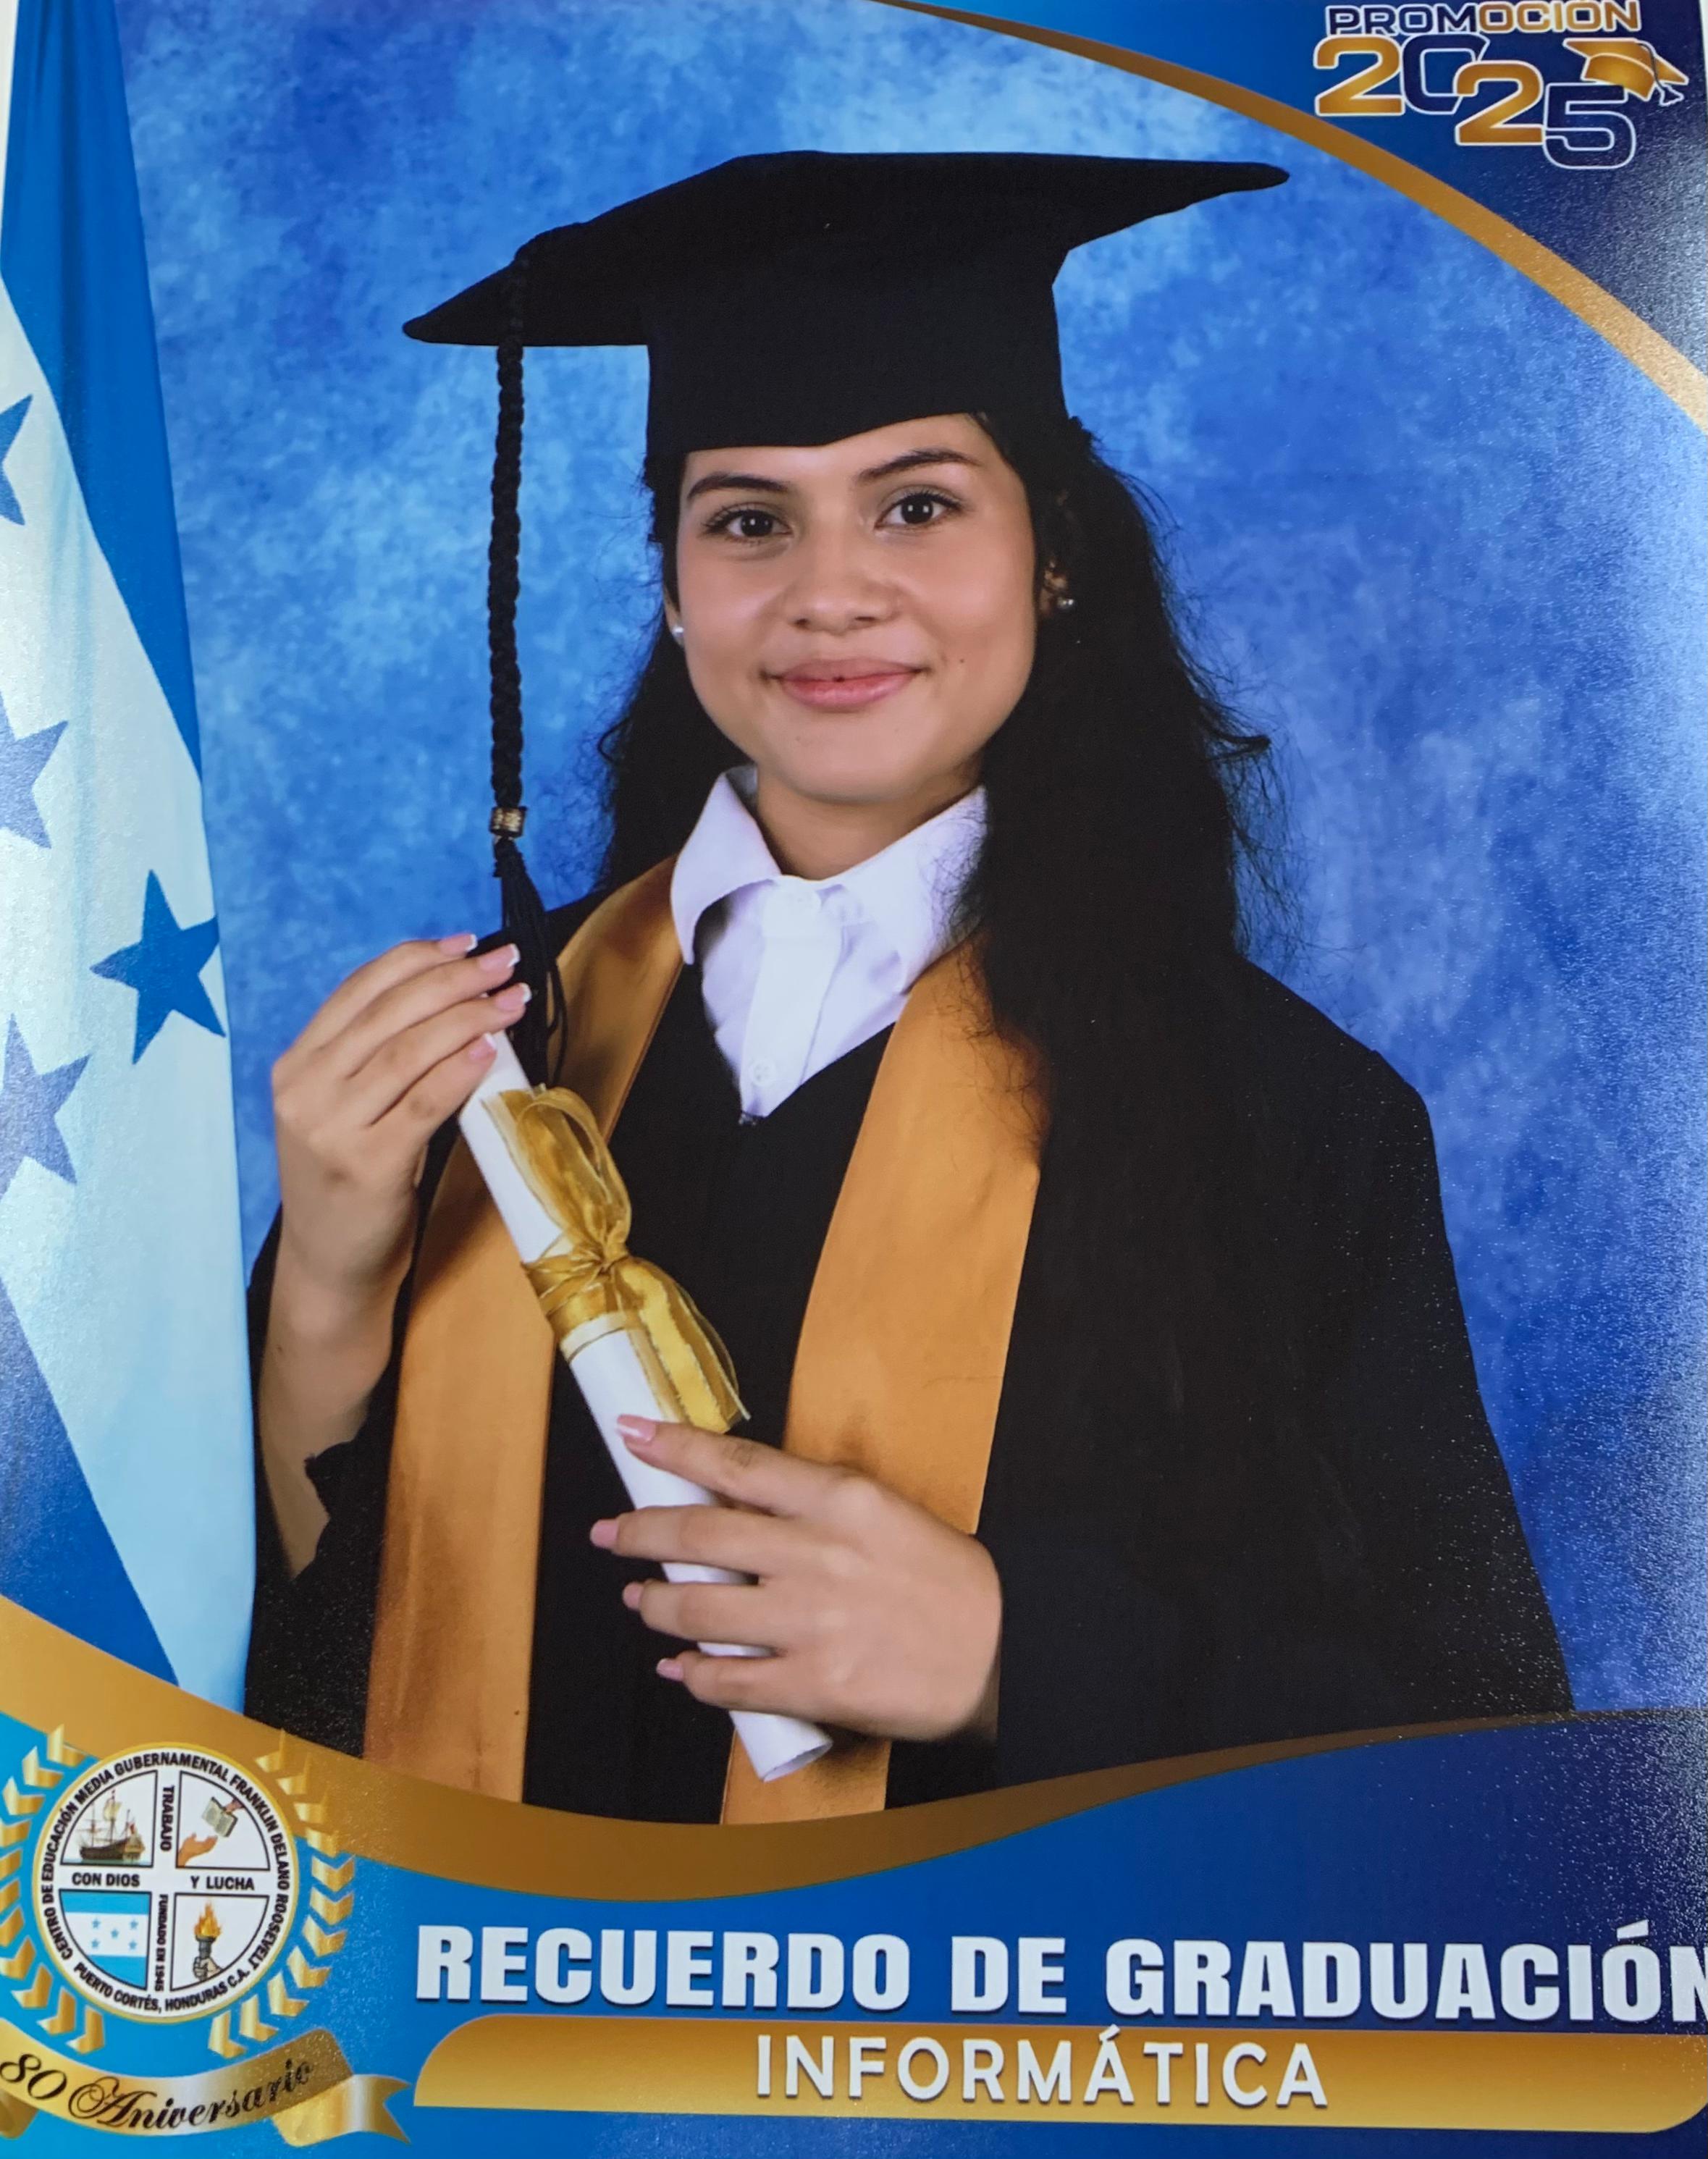 PROMOCIÓN
2025
CENTRO DE EDUCACIÓN MEDIA GUBERNAMENTAL FRANKLIN DELANO ROOSEVELT
PUERTO CORTÉS, HONDURAS C.A.
TRABAJO
CON DIOS Y LUCHA
FUNDADO EN 1945
80 Aniversario
RECUERDO DE GRADUACIÓN
INFORMÁTICA